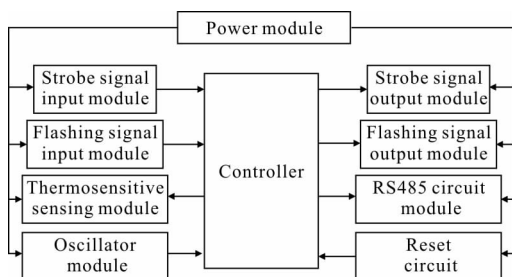 Power module
Strobe signal
input module
Flashing signal
input module
Thermosensitive
sensing module
Oscillator
module
Controller
Strobe signal
output module
Flashing signal
output module
RS485 circuit
module
Reset
circuit